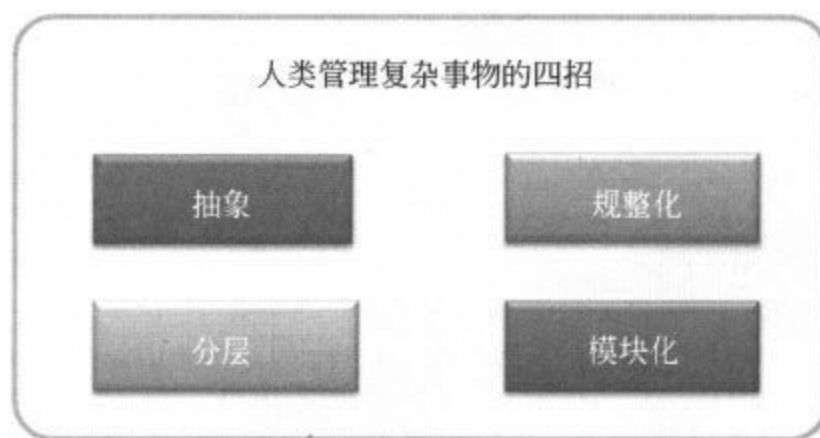 人类管理复杂事物的四招
抽象
规整化
分层
模块化